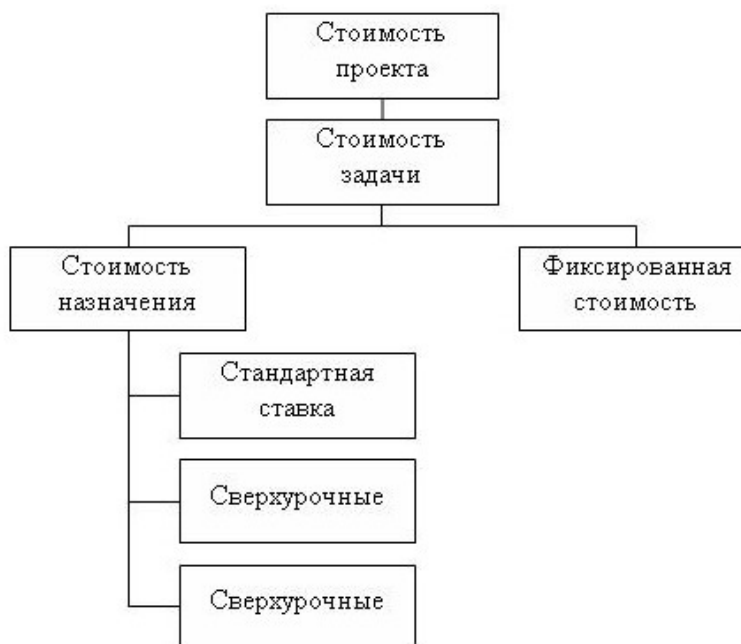 Стоимость
проекта
Стоимость
задачи
Стоимость
назначения
Фиксированная
стоимость
Стандартная
ставка
Сверхурочные
Сверхурочные